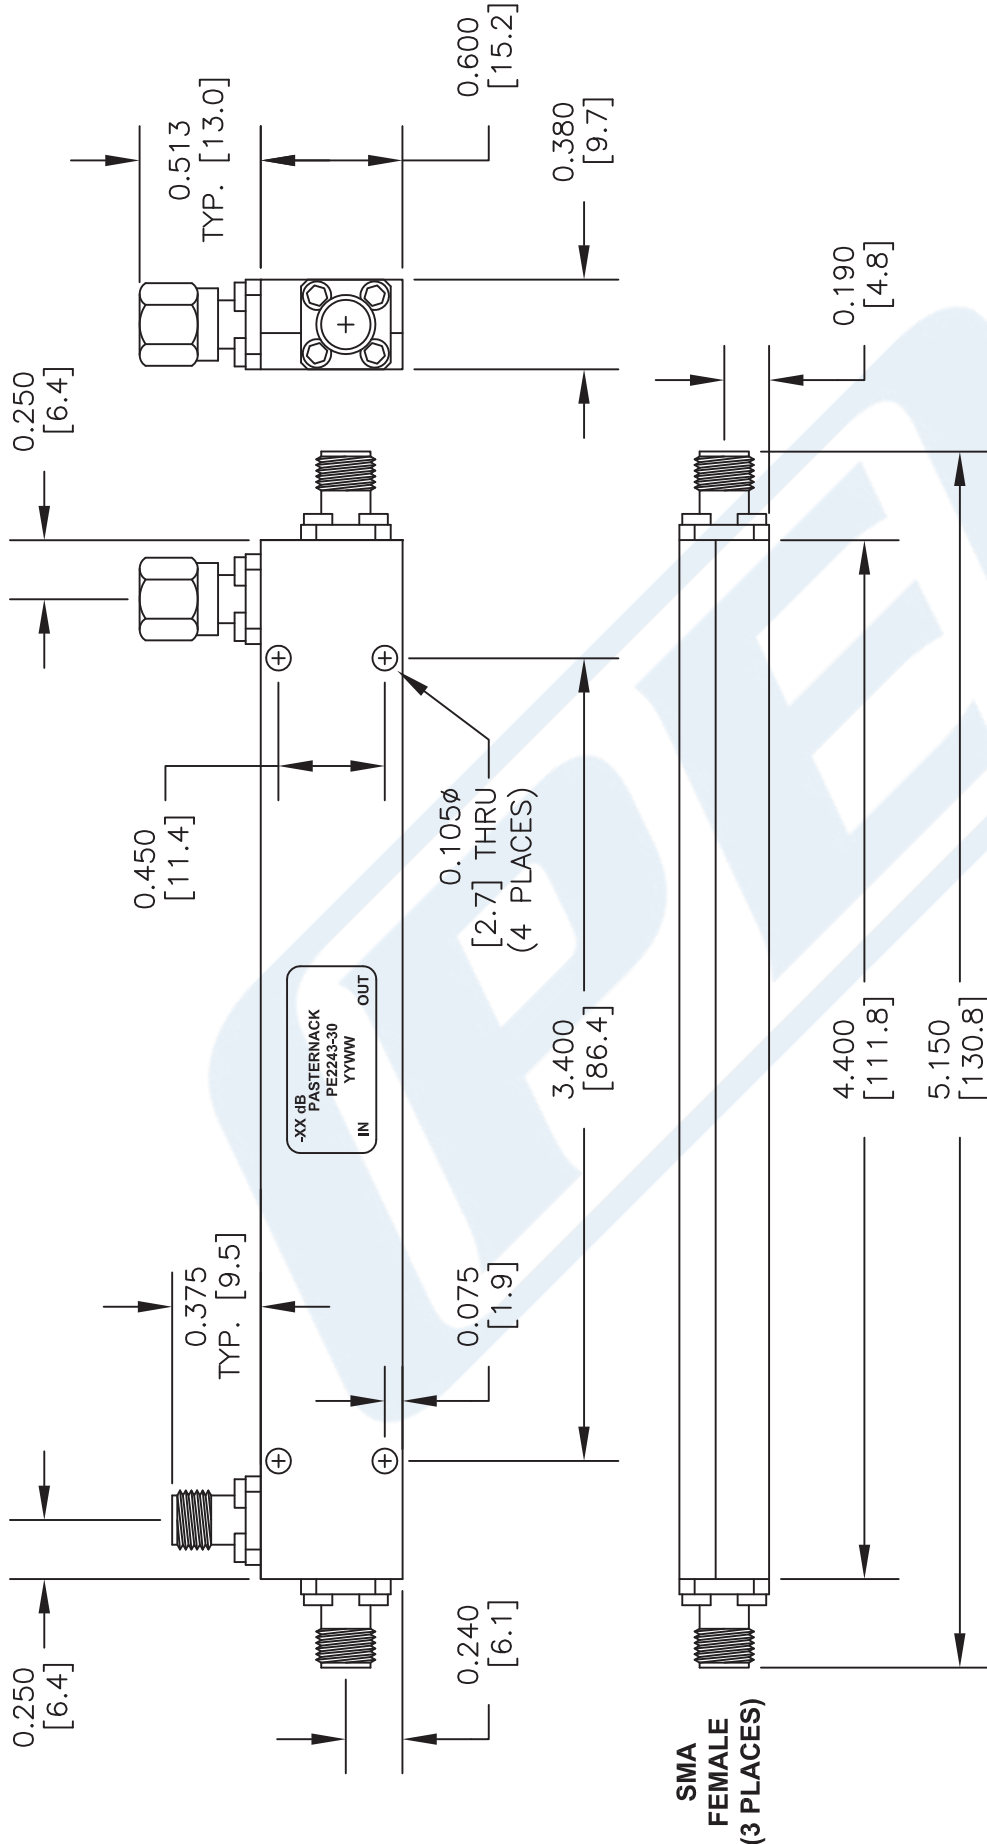 0.250
[6.4]
0.250
[6.4]
0.375
TYP. [9.5]
0.450
[11.4]
0.513
TYP. [13.0]
-XX dB
PASTERNACK
PE2243-30
YYWW
IN OUT
0.240
[6.1]
0.075
[1.9]
0.105ø
[2.7] THRU
(4 PLACES)
0.600
[15.2]
3.400
[86.4]
0.380
[9.7]
SMA
FEMALE
(3 PLACES)
0.190
[4.8]
4.400
[111.8]
5.150
[130.8]
PE